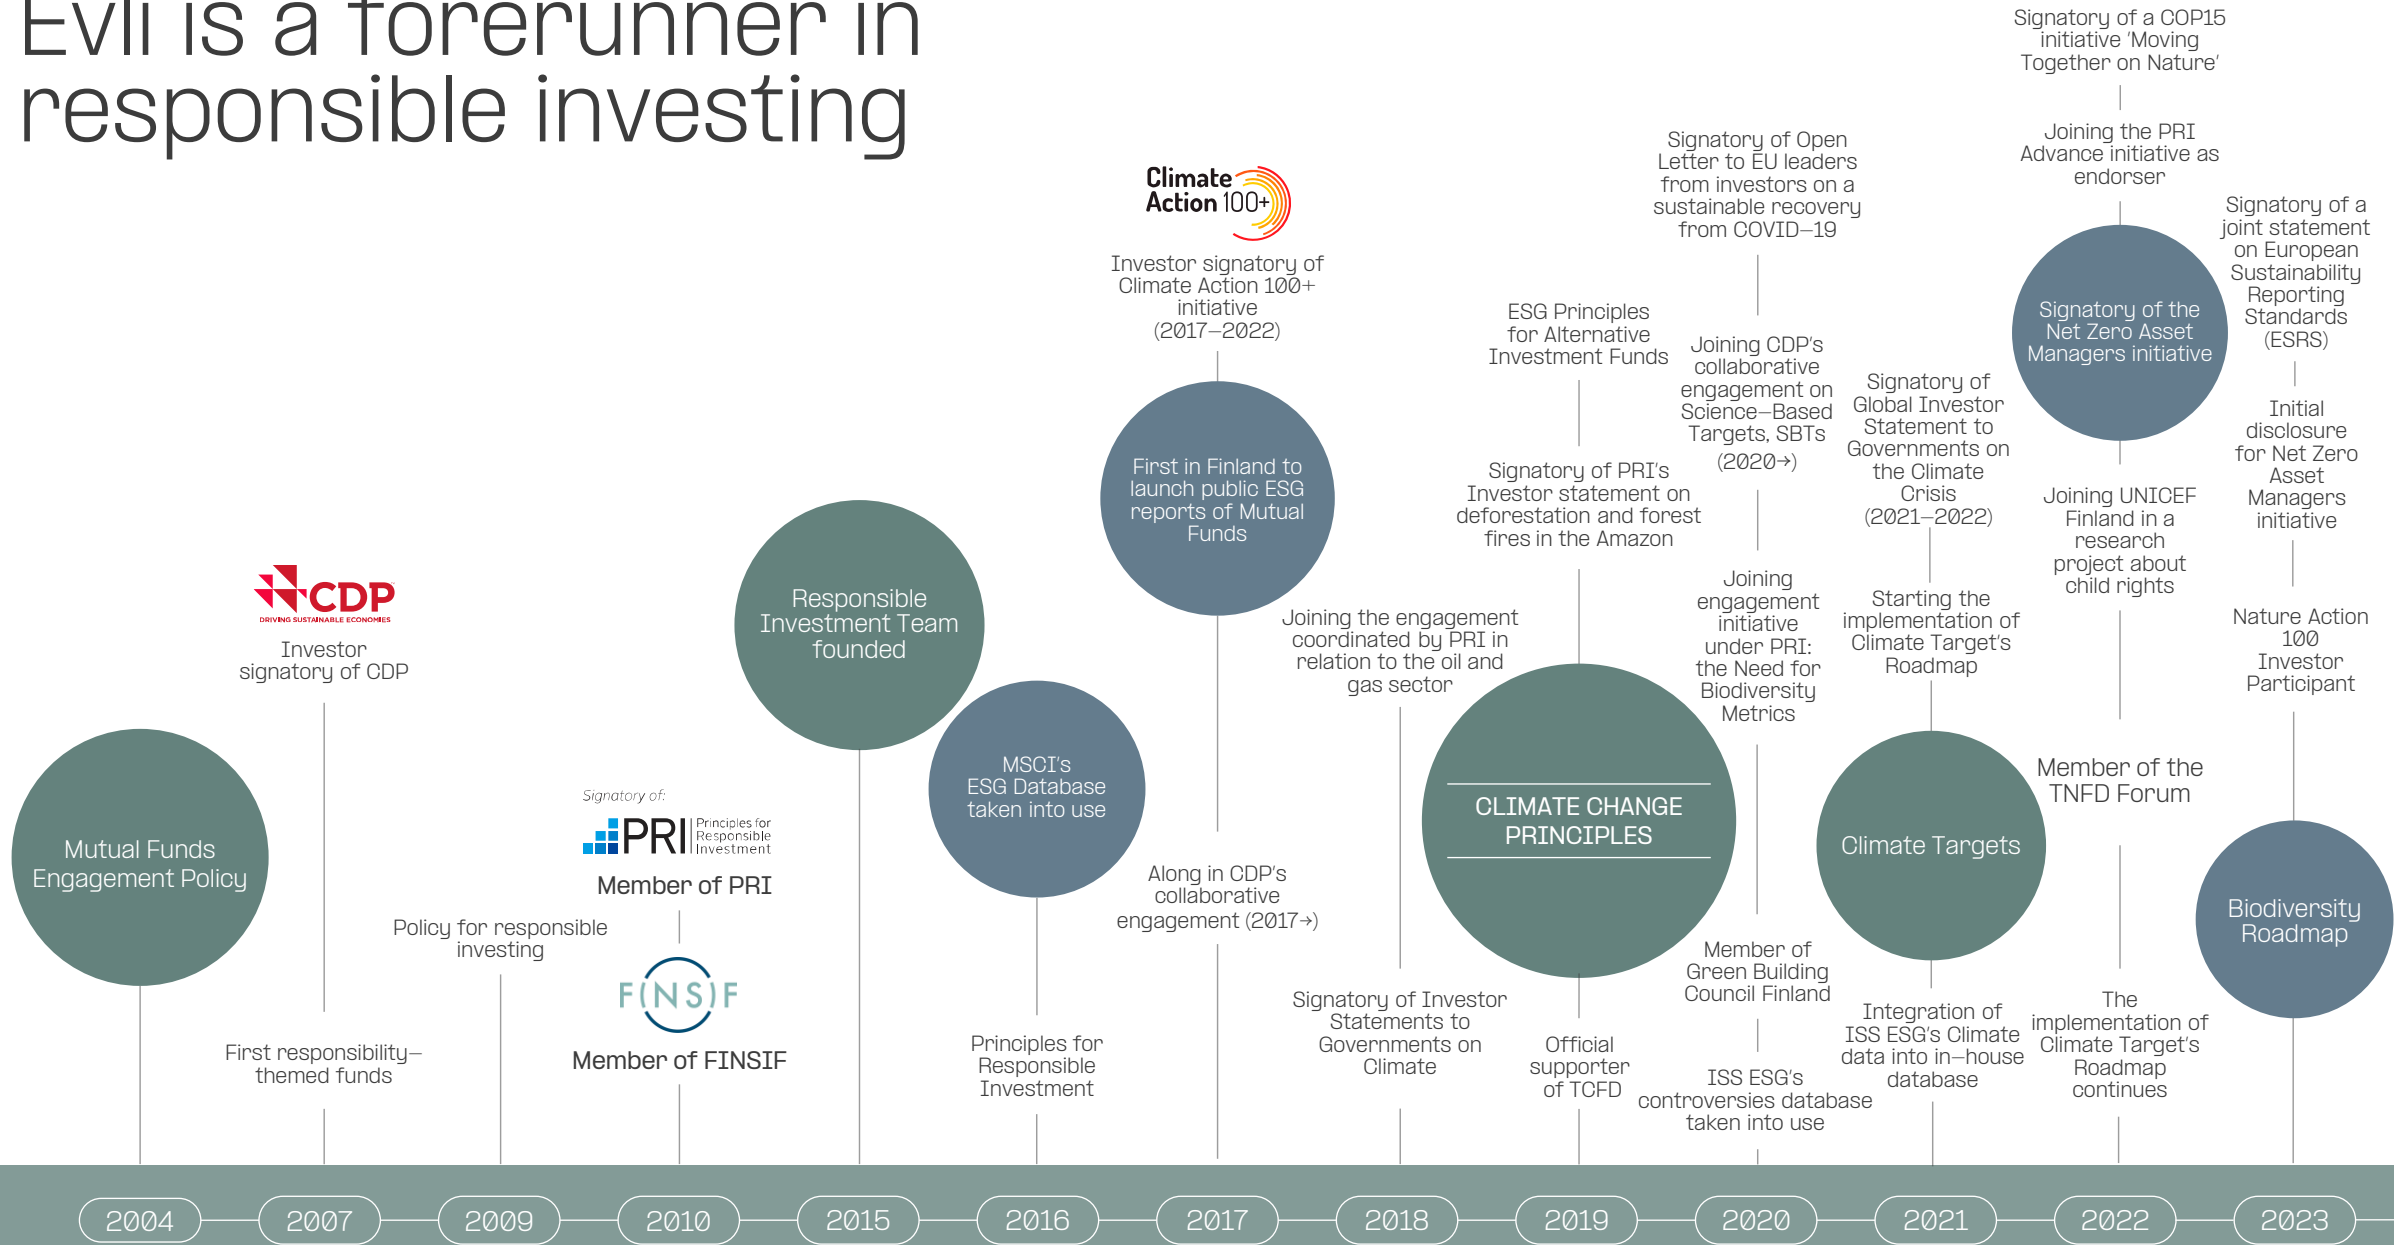 Evli is a forerunner in
responsible investing
Mutual Funds
Engagement Policy
CDP
DRIVING SUSTAINABLE ECONOMIES
Investor
signatory of CDP
First responsibility–
themed funds
Policy for responsible
investing
Signatory of:
PRI
Principles for
Responsible
Investment
Member of PRI
F(NS)F
Member of FINSIF
Responsible
Investment Team
founded
MSCI's
ESG Database
taken into use
Principles for
Responsible
Investment
Climate
Action 100+
Investor signatory of
Climate Action 100+
initiative
(2017–2022)
First in Finland to
launch public ESG
reports of Mutual
Funds
Along in CDP's
collaborative
engagement (2017→)
Joining the engagement
coordinated by PRI in
relation to the oil and
gas sector
Signatory of Investor
Statements to
Governments on
Climate
ESG Principles
for Alternative
Investment Funds
Signatory of PRI's
Investor statement on
deforestation and forest
fires in the Amazon
CLIMATE CHANGE
PRINCIPLES
Official
supporter
of TCFD
Signatory of Open
Letter to EU leaders
from investors on a
sustainable recovery
from COVID–19
Joining CDP's
collaborative
engagement on
Science–Based
Targets, SBTs
(2020→)
Joining
engagement
initiative
under PRI:
the Need for
Biodiversity
Metrics
Member of
Green Building
Council Finland
ISS ESG's
controversies database
taken into use
Signatory of
Global Investor
Statement to
Governments on
the Climate
Crisis
(2021–2022)
Starting the
implementation of
Climate Target's
Roadmap
Climate Targets
Integration of
ISS ESG's Climate
data into in–house
database
Signatory of a COP15
initiative 'Moving
Together on Nature'
Joining the PRI
Advance initiative as
endorser
Signatory of the
Net Zero Asset
Managers initiative
Joining UNICEF
Finland in a
research
project about
child rights
Member of the
TNFD Forum
The
implementation of
Climate Target's
Roadmap
continues
Signatory of a
joint statement
on European
Sustainability
Reporting
Standards
(ESRS)
Initial
disclosure
for Net Zero
Asset
Managers
initiative
Nature Action
100
Investor
Participant
Biodiversity
Roadmap
2004
2007
2009
2010
2015
2016
2017
2018
2019
2020
2021
2022
2023